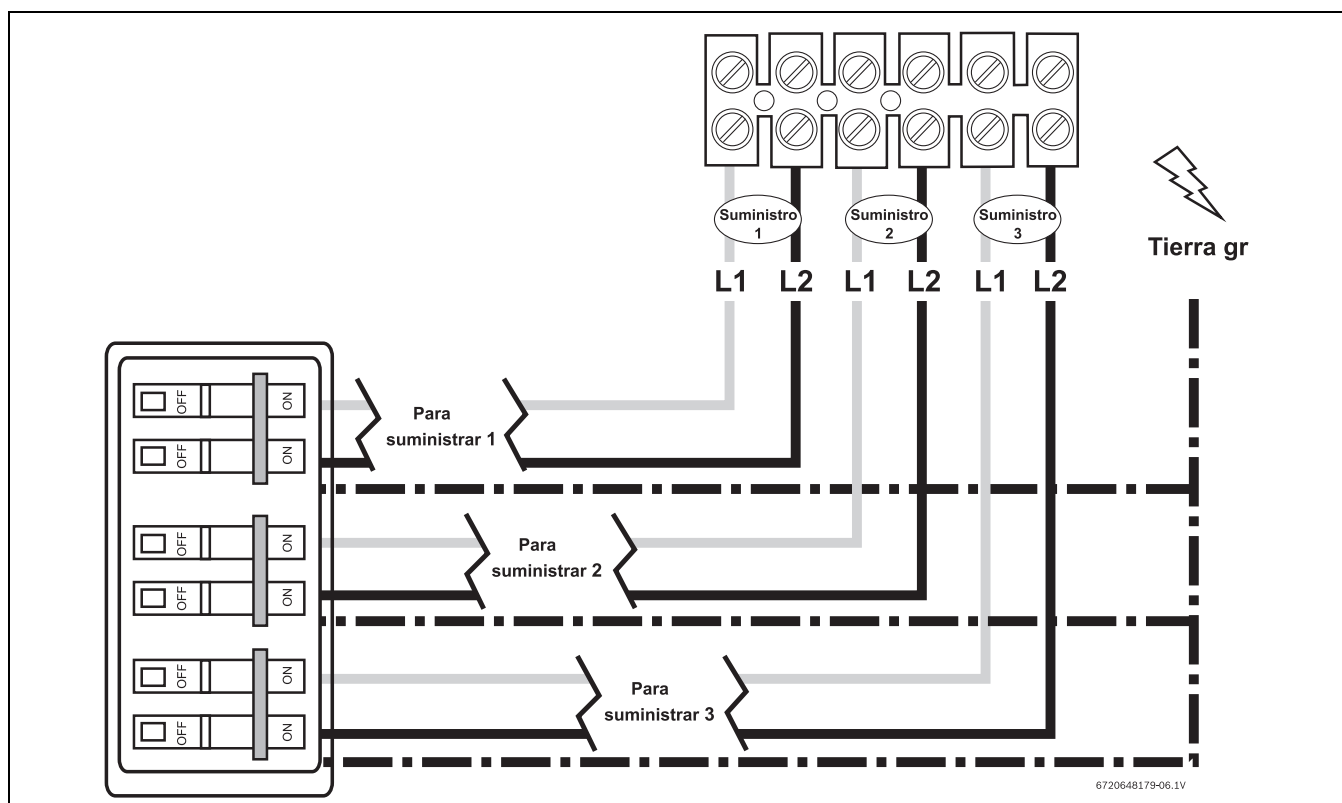 Suministro
1
Suministro
2
Suministro
3
L1 L2 L1 L2 L1 L2
Tierra gr
OFF ON
OFF ON
Para
suministrar 1
OFF ON
OFF ON
Para
suministrar 2
OFF ON
OFF ON
Para
suministrar 3
6720648179-06.1V